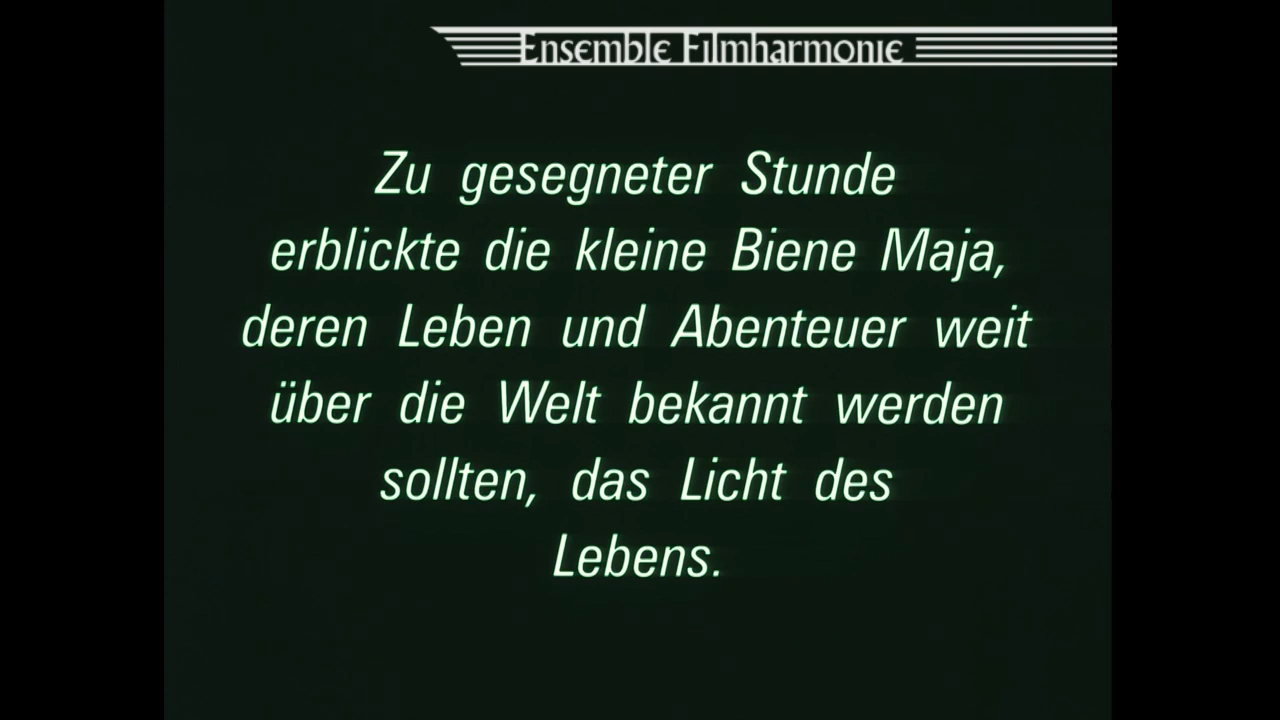 Ensemble Filmharmonie
Zu gesegneter Stunde
erblickte die kleine Biene Maja,
deren Leben und Abenteuer weit
über die Welt bekannt werden
sollten, das Licht des
Lebens.